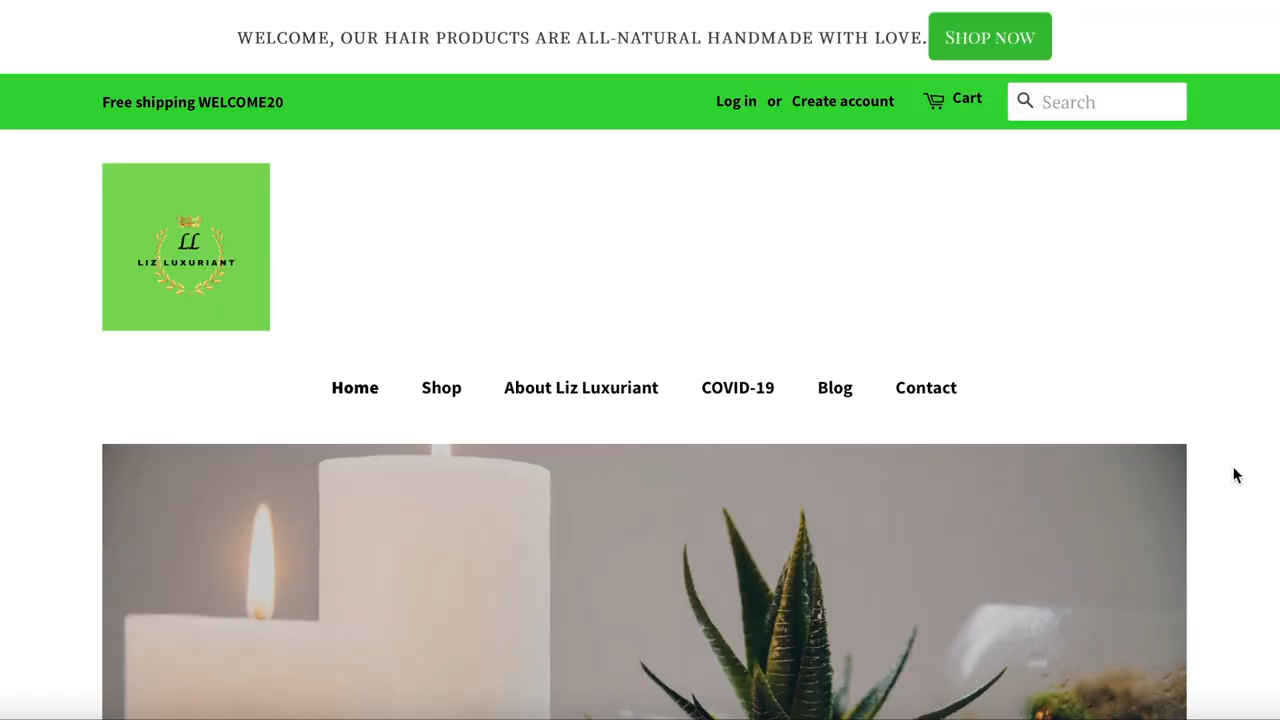 WELCOME, OUR HAIR PRODUCTS ARE ALL-NATURAL HANDMADE WITH LOVE. SHOP NOW
Free shipping WELCOME20 Log in or Create account Cart Search
LL
LIZ LUXURIANT
Home Shop About Liz Luxuriant COVID-19 Blog Contact